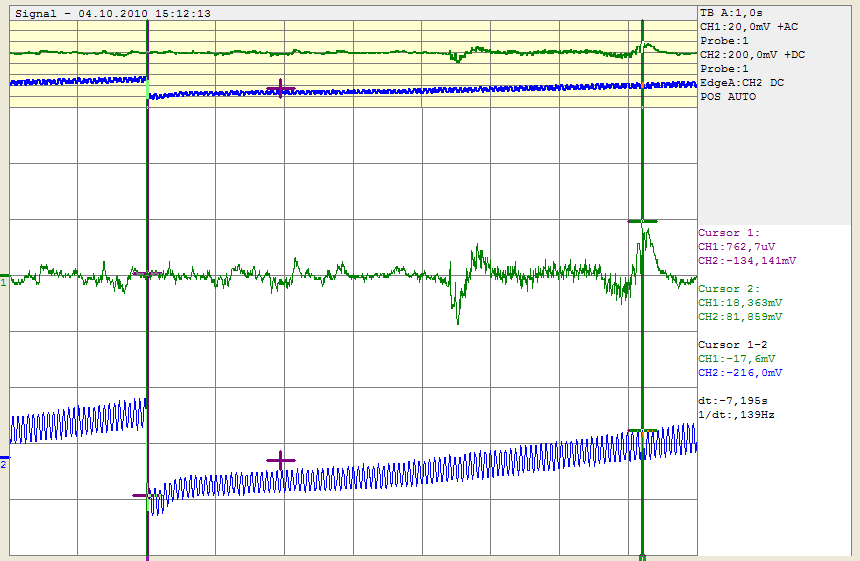 Signal - 04.10.2010 15:12:13
TB A:1,0s
CH1:20,0mV +AC
Probe:1
CH2:200,0mV +DC
Probe:1
EdgeA:CH2 DC
POS AUTO
Cursor 1:
CH1:762,7uV
CH2:-134,141mV
Cursor 2:
CH1:18,363mV
CH2:81,859mV
Cursor 1-2
CH1:-17,6mV
CH2:-216,0mV
dt:-7,195s
1/dt:,139Hz
1
2